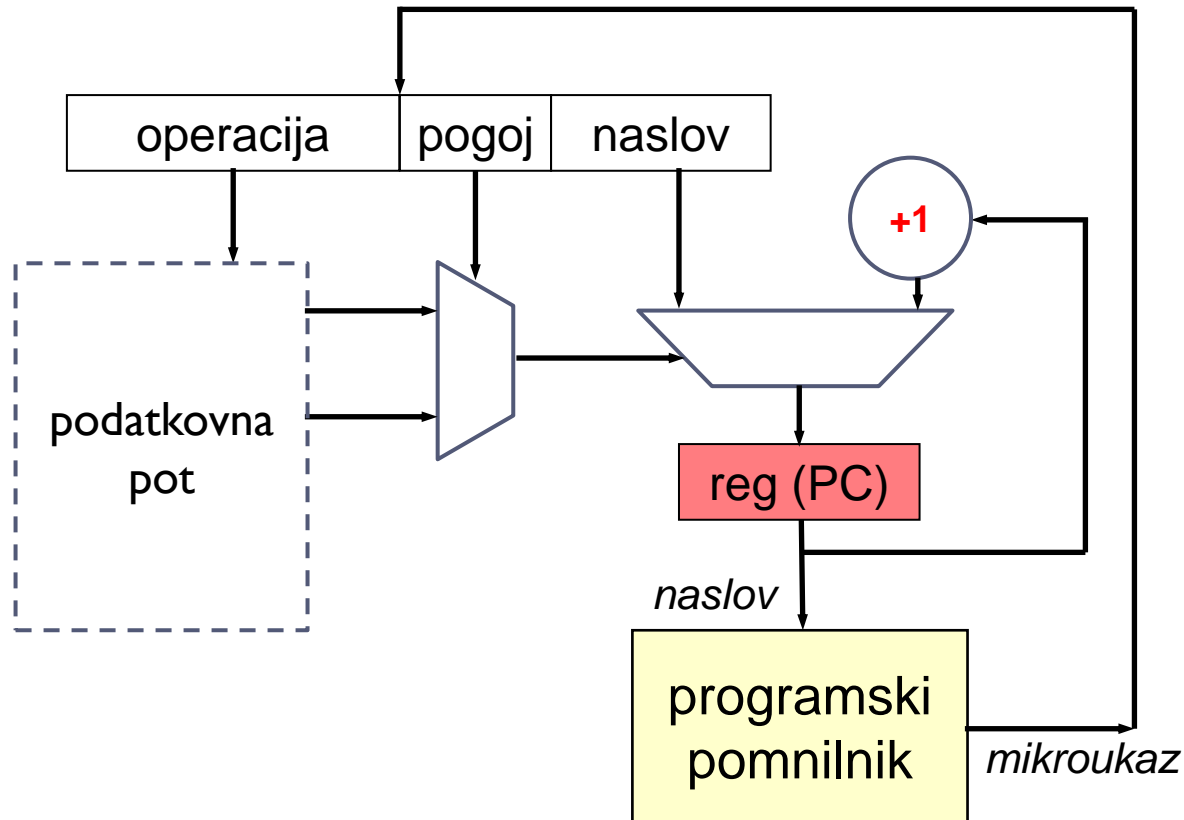 operacija
pogoj
naslov
+1
podatkovna
pot
reg (PC)
naslov
programski
pomnilnik
mikroukaz